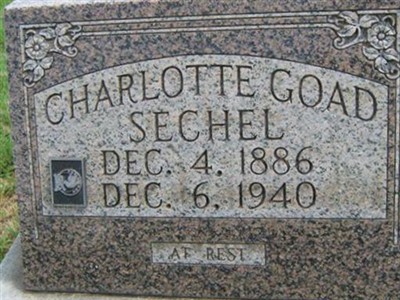 CHARLOTTE GOAD
SECHEL
DEC. 4. 1886
DEC. 6. 1940
AT REST